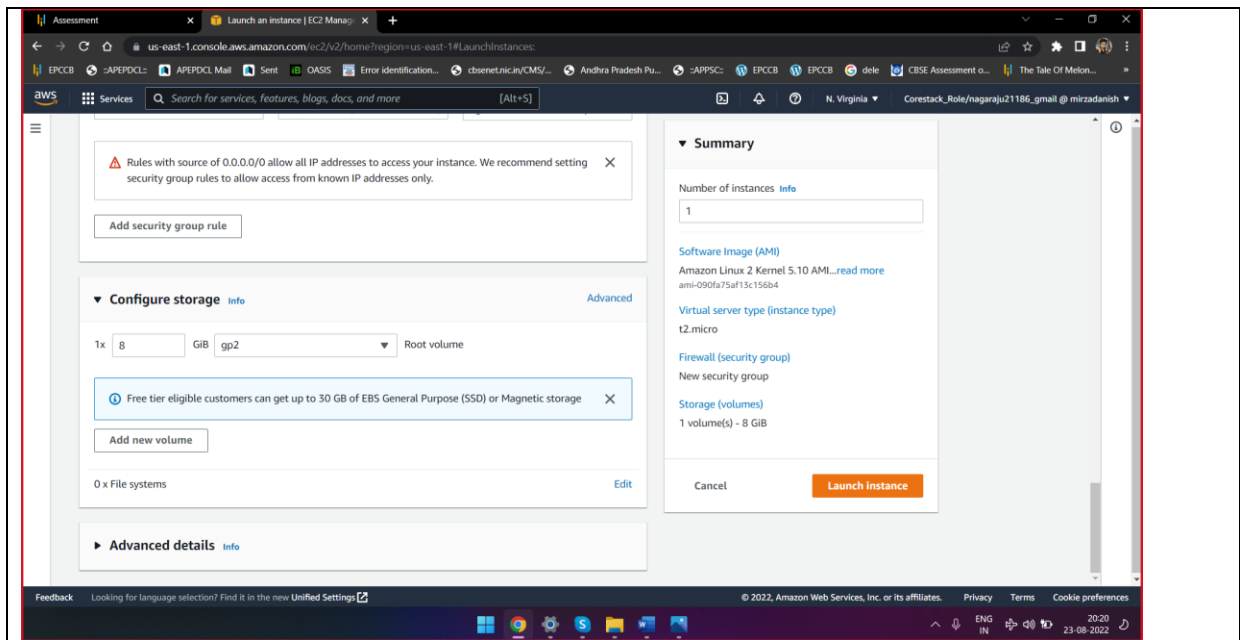 Assessment
Launch an instance | EC2 Manag
us-east-1.console.aws.amazon.com/ec2/v2/home?region=us-east-1#LaunchInstances:
EPCCB ::APEPDCL:: APEPDCL Mail Sent OASIS Error identification... cbsenet.nic.in/CMS/... Andhra Pradesh Pu... ::APPSC:: EPCCB EPCCB dele CBSE Assessment o... The Tale Of Melon... »
aws Services Search for services, features, blogs, docs, and more [Alt+S] N. Virginia Corestack_Role/nagaraju21186_gmail @ mirzadanish
Rules with source of 0.0.0.0/0 allow all IP addresses to access your instance. We recommend setting
security group rules to allow access from known IP addresses only.
Add security group rule
Configure storage Info
Advanced
1x 8 GiB gp2 Root volume
Free tier eligible customers can get up to 30 GB of EBS General Purpose (SSD) or Magnetic storage
Add new volume
0 x File systems Edit
Advanced details Info
Summary
Number of instances Info
1
Software Image (AMI)
Amazon Linux 2 Kernel 5.10 AMI...read more
ami-090fa75af13c156b4
Virtual server type (instance type)
t2.micro
Firewall (security group)
New security group
Storage (volumes)
1 volume(s) - 8 GiB
Cancel Launch instance
Feedback Looking for language selection? Find it in the new Unified Settings © 2022, Amazon Web Services, Inc. or its affiliates. Privacy Terms Cookie preferences
ENG
IN
20:20
23-08-2022